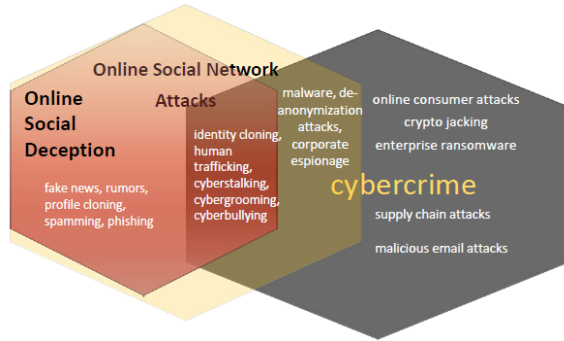 Online Social Network
Attacks
Online
Social
Deception
fake news, rumors,
profile cloning,
spamming, phishing
identity cloning,
human
trafficking,
cyberstalking,
cybergrooming,
cyberbullying
malware, de-
anonymization
attacks,
corporate
espionage
online consumer attacks
crypto jacking
enterprise ransomware
cybercrime
supply chain attacks
malicious email attacks